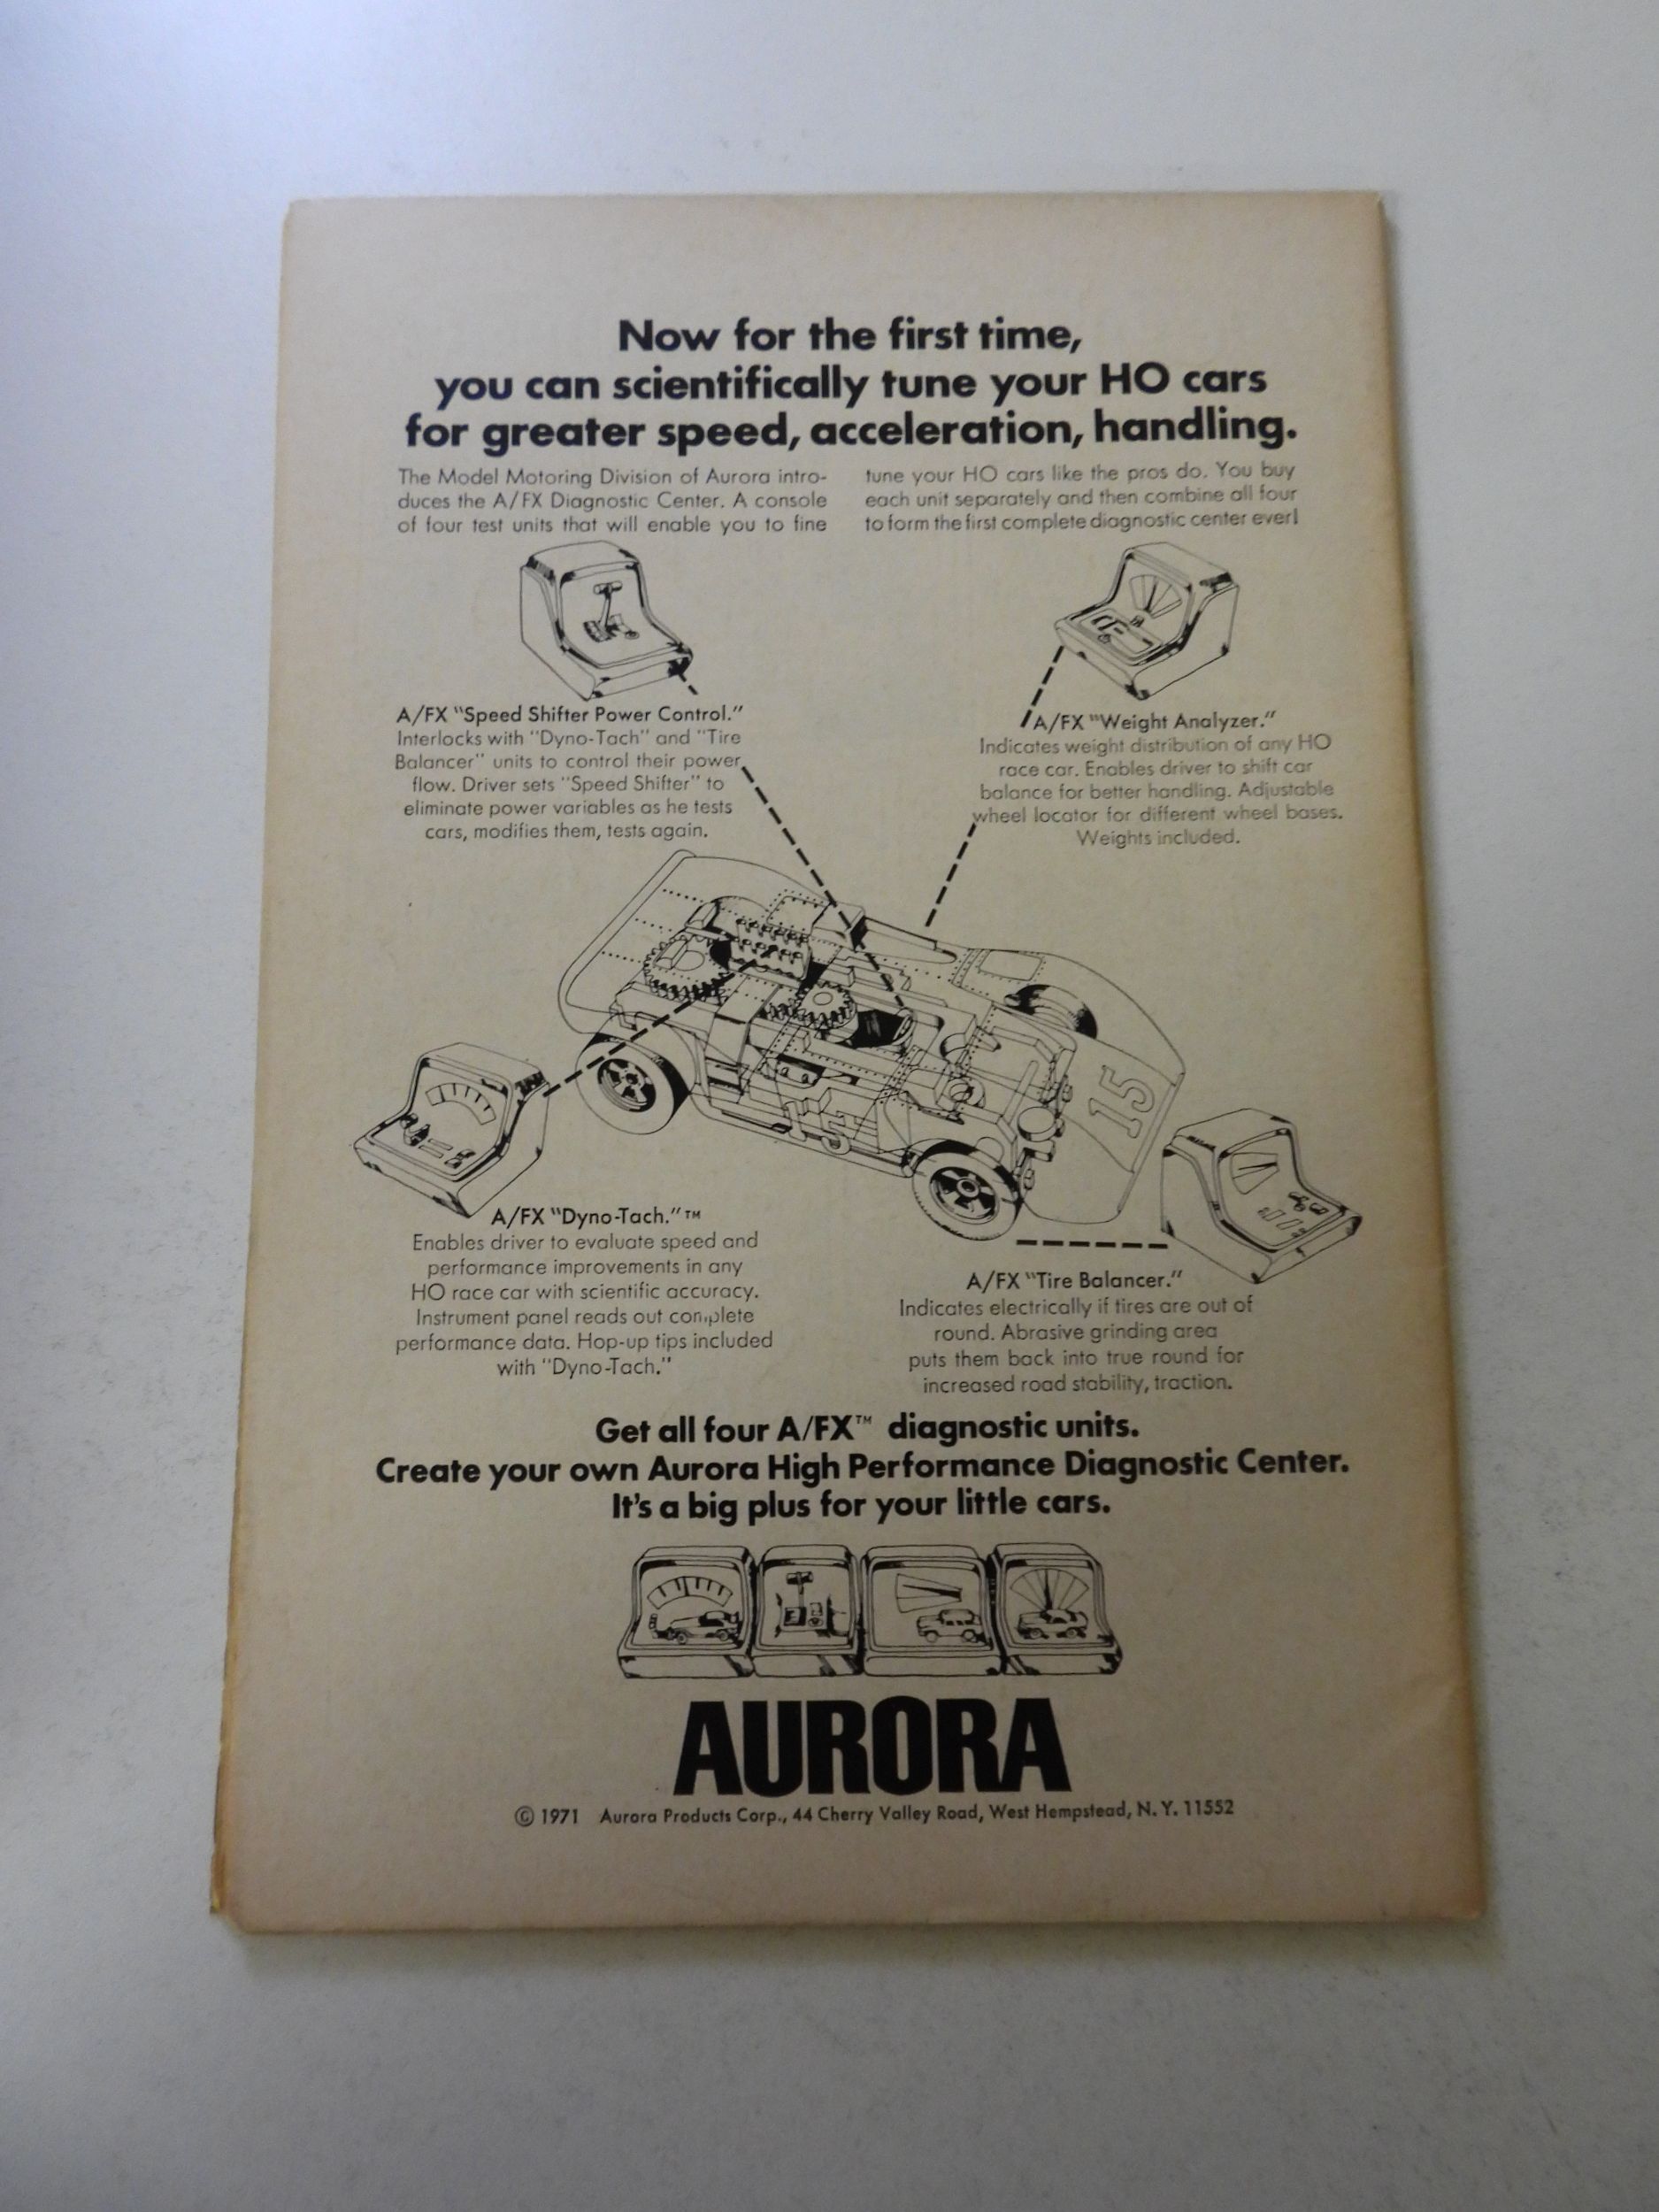 Now for the first time,
you can scientifically tune your HO cars
for greater speed, acceleration, handling.
The Model Motoring Division of Aurora intro-
duces the A/FX Diagnostic Center. A console
of four test units that will enable you to fine
tune your HO cars like the pros do. You buy
each unit separately and then combine all four
to form the first complete diagnostic center ever!
A/FX "Speed Shifter Power Control."
Interlocks with "Dyno-Tach" and "Tire
Balancer" units to control their power
flow. Driver sets "Speed Shifter" to
eliminate power variables as he tests
cars, modifies them, tests again.
A/FX "Weight Analyzer."
Indicates weight distribution of any HO
race car. Enables driver to shift car
balance for better handling. Adjustable
wheel locator for different wheel bases.
Weights included.
15
15
A/FX "Dyno-Tach."™
Enables driver to evaluate speed and
performance improvements in any
HO race car with scientific accuracy.
Instrument panel reads out complete
performance data. Hop-up tips included
with "Dyno-Tach."
A/FX "Tire Balancer."
Indicates electrically if tires are out of
round. Abrasive grinding area
puts them back into true round for
increased road stability, traction.
Get all four A/FX™ diagnostic units.
Create your own Aurora High Performance Diagnostic Center.
It's a big plus for your little cars.
AURORA
© 1971 Aurora Products Corp., 44 Cherry Valley Road, West Hempstead, N. Y. 11552